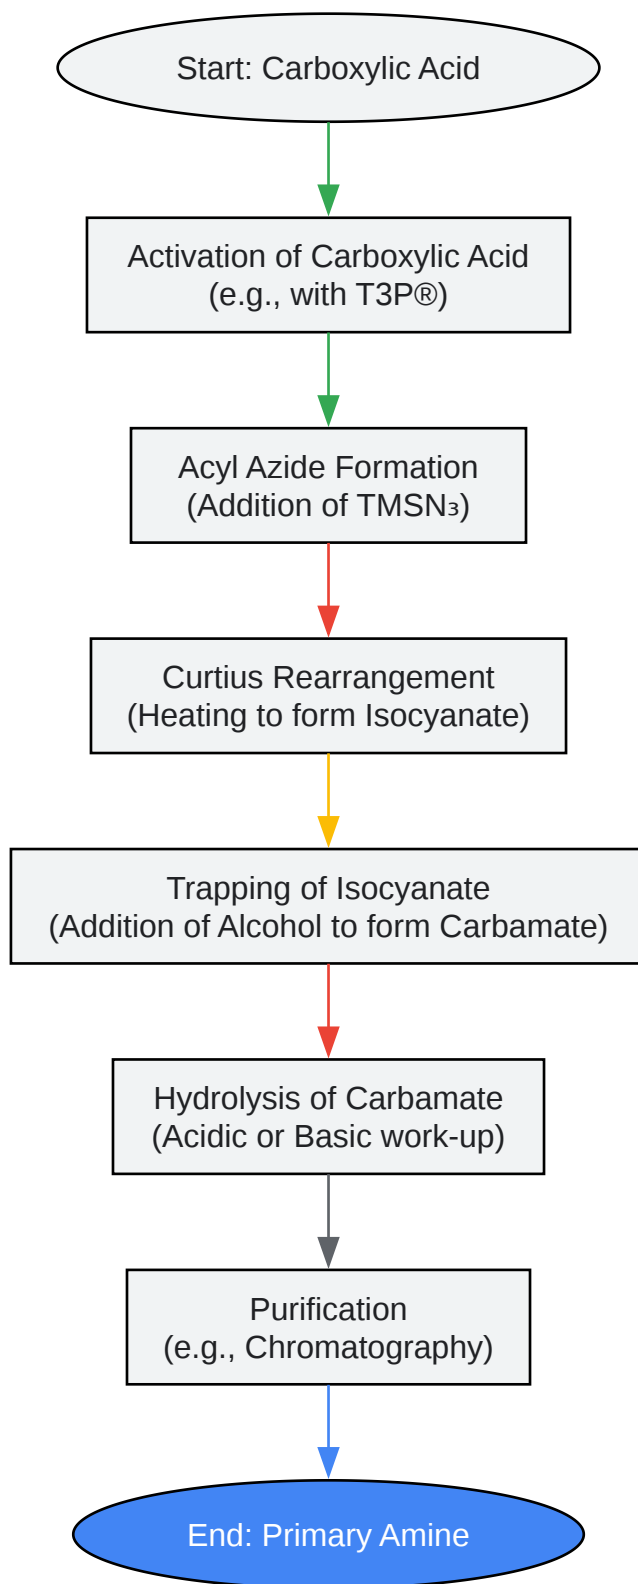 Start: Carboxylic Acid
Activation of Carboxylic Acid
(e.g., with T3P®)
Acyl Azide Formation
(Addition of TMSN₃)
Curtius Rearrangement
(Heating to form Isocyanate)
Trapping of Isocyanate
(Addition of Alcohol to form Carbamate)
Hydrolysis of Carbamate
(Acidic or Basic work-up)
Purification
(e.g., Chromatography)
End: Primary Amine